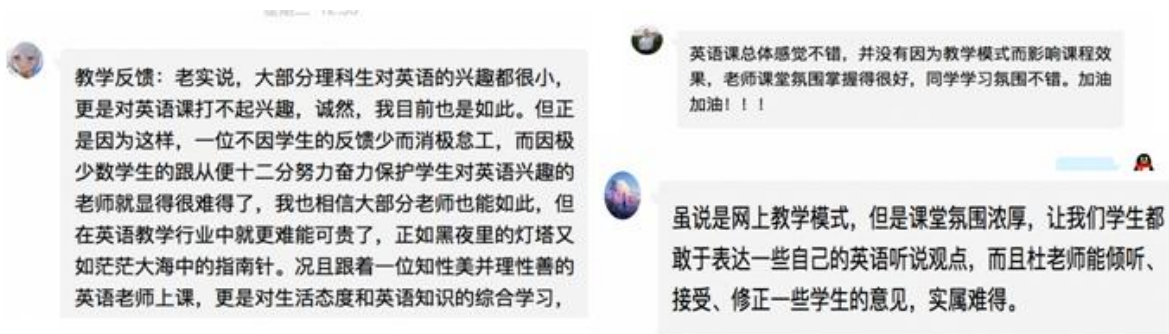 教学反馈：老实说，大部分理科生对英语的兴趣都很小，
更是对英语课打不起兴趣，诚然，我目前也是如此。但正
是因为这样，一位不因学生的反馈少而消极怠工，而因极
少数学生的跟从便十二分努力奋力保护学生对英语兴趣的
老师就显得很难得了，我也相信大部分老师也能如此，但
在英语教学行业中就更难能可贵了，正如黑夜里的灯塔又
如茫茫大海中的指南针。况且跟着一位知性美并理性善的
英语老师上课，更是对生活态度和英语知识的综合学习，
英语课总体感觉不错，并没有因为教学模式而影响课程效
果，老师课堂氛围掌握得很好，同学学习氛围不错。加油
加油！！！
虽说是网上教学模式，但是课堂氛围浓厚，让我们学生都
敢于表达一些自己的英语听说观点，而且杜老师能倾听、
接受、修正一些学生的意见，实属难得。